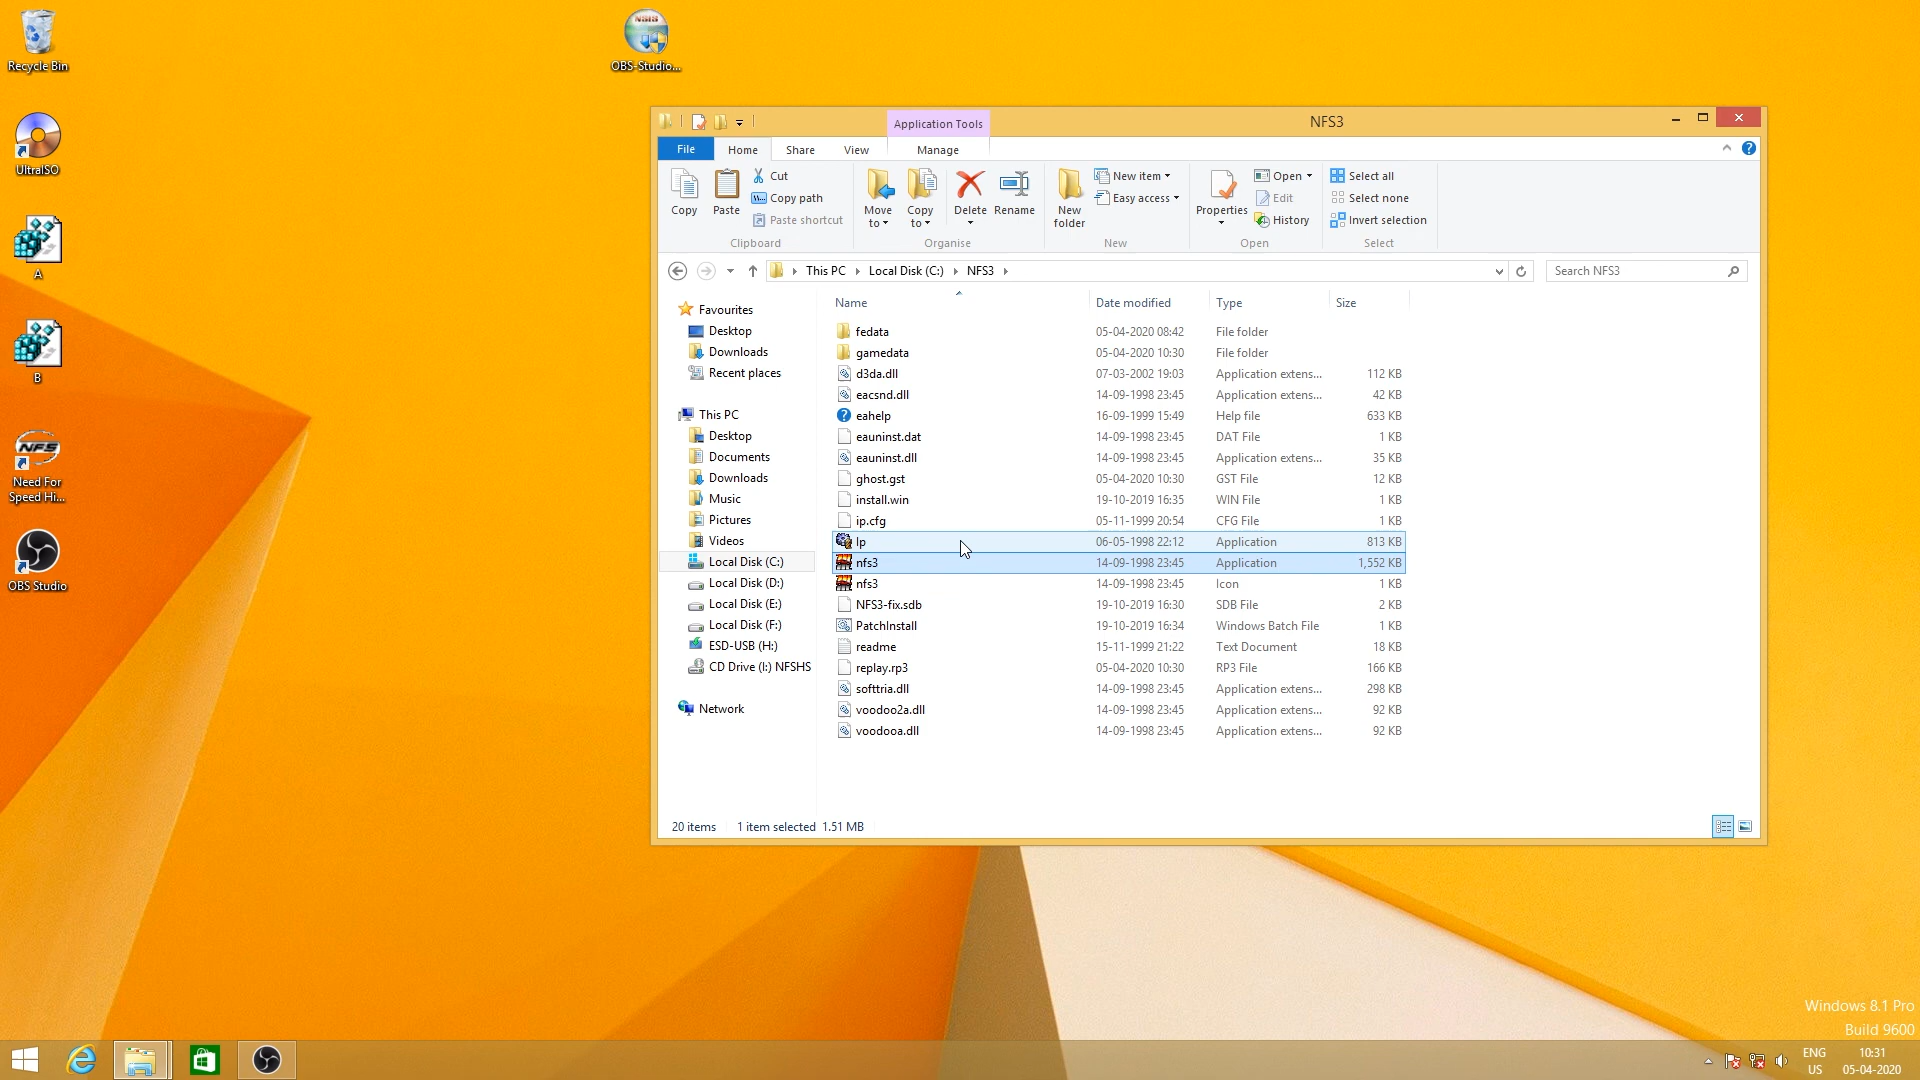 Recycle Bin
NSIS
OBS-Studio...
UltraISO
A
B
NFS
Need For
Speed Hi...
OBS Studio
Application Tools
NFS3
File
Home
Share
View
Manage
Copy
Paste
Cut
Copy path
Paste shortcut
Clipboard
Move
to
Copy
to
Delete
Rename
Organise
New
folder
New item
Easy access
New
Properties
Open
Edit
History
Open
Select all
Select none
Invert selection
Select
This PC
Local Disk (C:)
NFS3
Search NFS3
Favourites
Desktop
Downloads
Recent places
This PC
Desktop
Documents
Downloads
Music
Pictures
Videos
Local Disk (C:)
Local Disk (D:)
Local Disk (E:)
Local Disk (F:)
ESD-USB (H:)
CD Drive (I:) NFSHS
Network
Name Date modified Type Size
fedata 05-04-2020 08:42 File folder
gamedata 05-04-2020 10:30 File folder
d3da.dll 07-03-2002 19:03 Application extens... 112 KB
eacsnd.dll 14-09-1998 23:45 Application extens... 42 KB
eahelp 16-09-1999 15:49 Help file 633 KB
eauninst.dat 14-09-1998 23:45 DAT File 1 KB
eauninst.dll 14-09-1998 23:45 Application extens... 35 KB
ghost.gst 05-04-2020 10:30 GST File 12 KB
install.win 19-10-2019 16:35 WIN File 1 KB
ip.cfg 05-11-1999 20:54 CFG File 1 KB
Ip 06-05-1998 22:12 Application 813 KB
nfs3 14-09-1998 23:45 Application 1,552 KB
nfs3 14-09-1998 23:45 Icon 1 KB
NFS3-fix.sdb 19-10-2019 16:30 SDB File 2 KB
PatchInstall 19-10-2019 16:34 Windows Batch File 1 KB
readme 15-11-1999 21:22 Text Document 18 KB
replay.rp3 05-04-2020 10:30 RP3 File 166 KB
softtria.dll 14-09-1998 23:45 Application extens... 298 KB
voodoo2a.dll 14-09-1998 23:45 Application extens... 92 KB
voodooa.dll 14-09-1998 23:45 Application extens... 92 KB
20 items 1 item selected 1.51 MB
Windows 8.1 Pro
Build 9600
ENG
US
10:31
05-04-2020